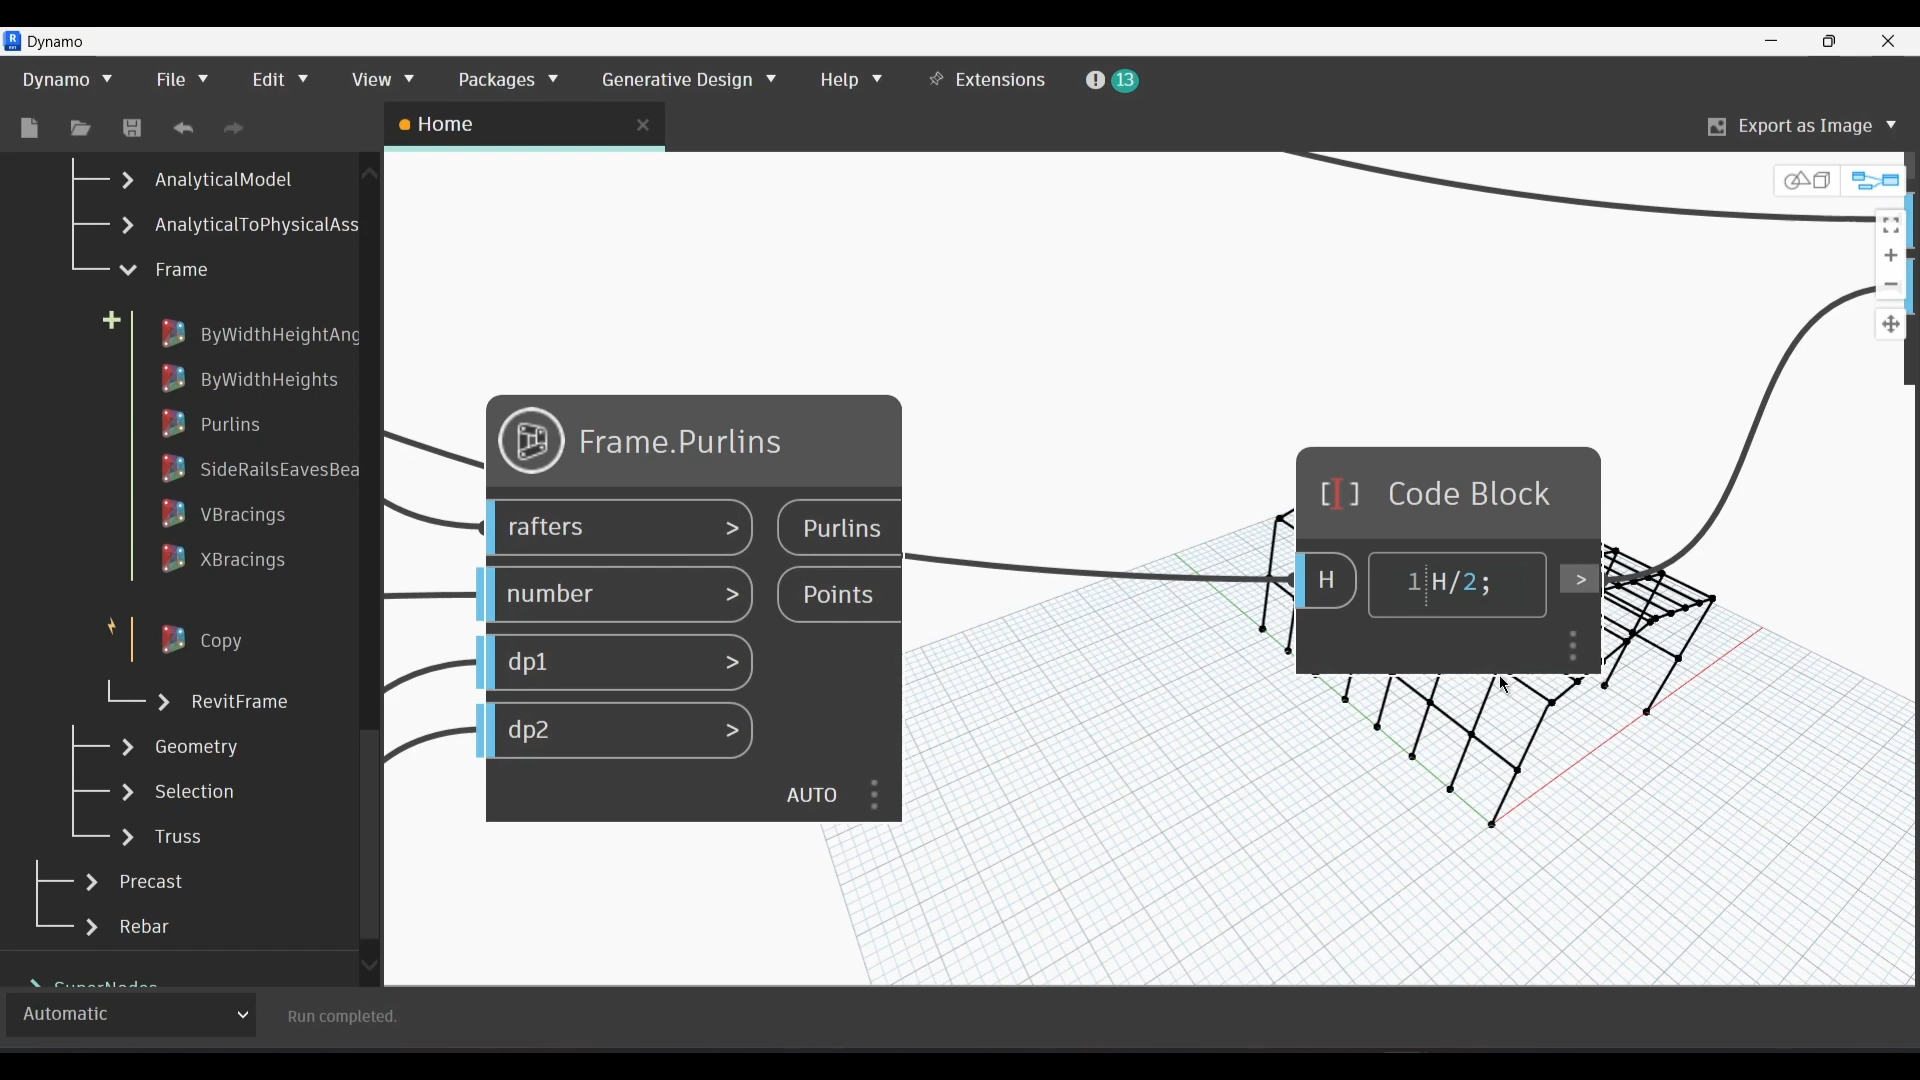 Dynamo
Dynamo File Edit View Packages Generative Design Help Extensions 13
Home
Export as Image
AnalyticalModel
AnalyticalToPhysicalAss
Frame
ByWidthHeightAng
ByWidthHeights
Purlins
SideRailsEavesBea
VBracings
XBracings
Copy
RevitFrame
Geometry
Selection
Truss
Precast
Rebar
Frame.Purlins
rafters >
number >
dp1 >
dp2 >
Purlins
Points
AUTO
Code Block
H
1 H/2;
>
Automatic
Run completed.